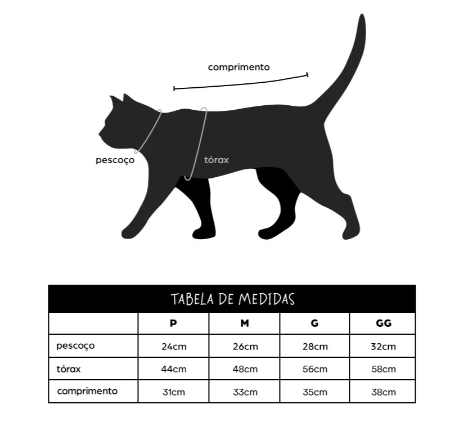 comprimento
pescoço
tórax
TABELA DE MEDIDAS
P M G GG
pescoço 24cm 26cm 28cm 32cm
tórax 44cm 48cm 56cm 58cm
comprimento 31cm 33cm 35cm 38cm